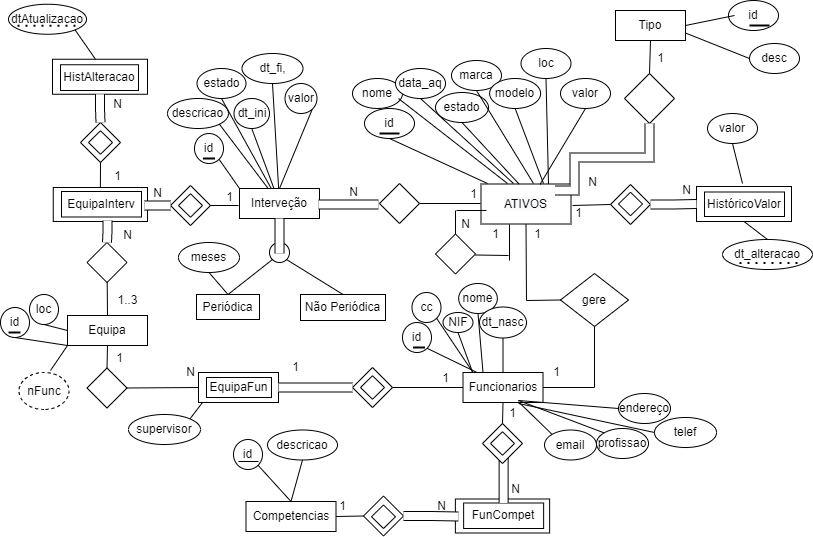 dtAtualizacao
HistAlteracao
N
1
EquipaInterv
N
N
1..3
id
loc
Equipa
nFunc
1
N
EquipaFun
supervisor
1
1
descricao
estado
dt_ini
dt_fi,
valor
id
Interveção
1
N
meses
Periódica
Não Periódica
nome
data_aq
estado
marca
modelo
loc
valor
id
ATIVOS
1
N
1
1
1
N
Tipo
id
desc
1
N
valor
HistóricoValor
dt_alteracao
gere
1
cc
nome
NIF
dt_nasc
id
Funcionarios
endereço
telef
profissao
email
1
N
FunCompet
N
1
Competencias
id
descricao